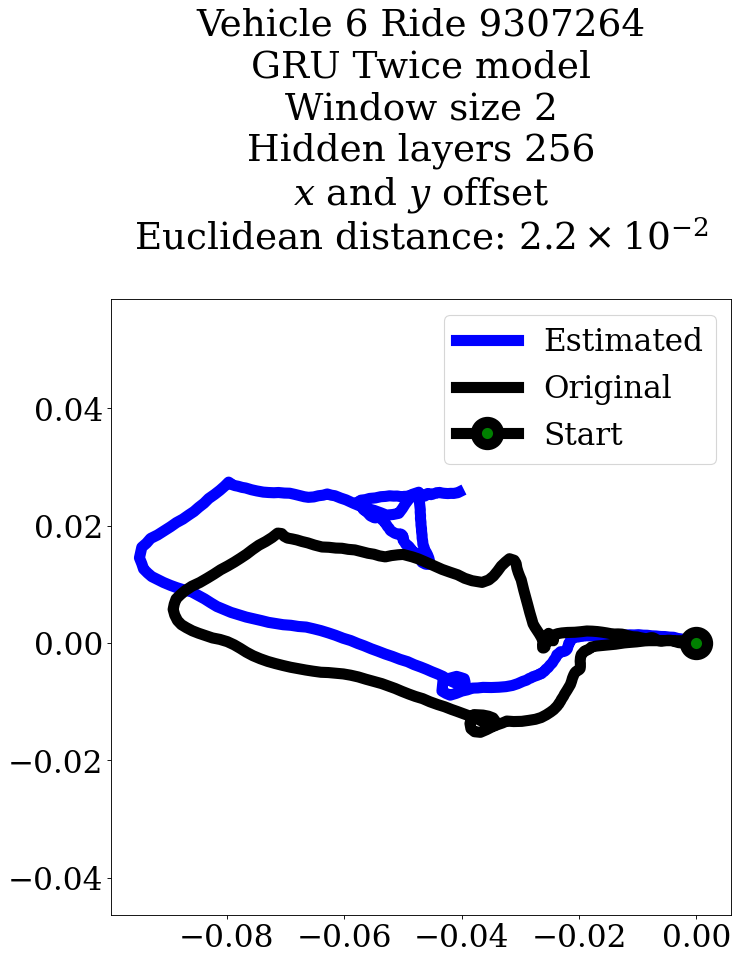 Vehicle 6 Ride 9307264
GRU Twice model
Window size 2
Hidden layers 256
x and y offset
Euclidean distance: 2.2 × 10⁻²
Estimated
Original
Start
0.04
0.02
0.00
−0.02
−0.04
−0.08 −0.06 −0.04 −0.02 0.00